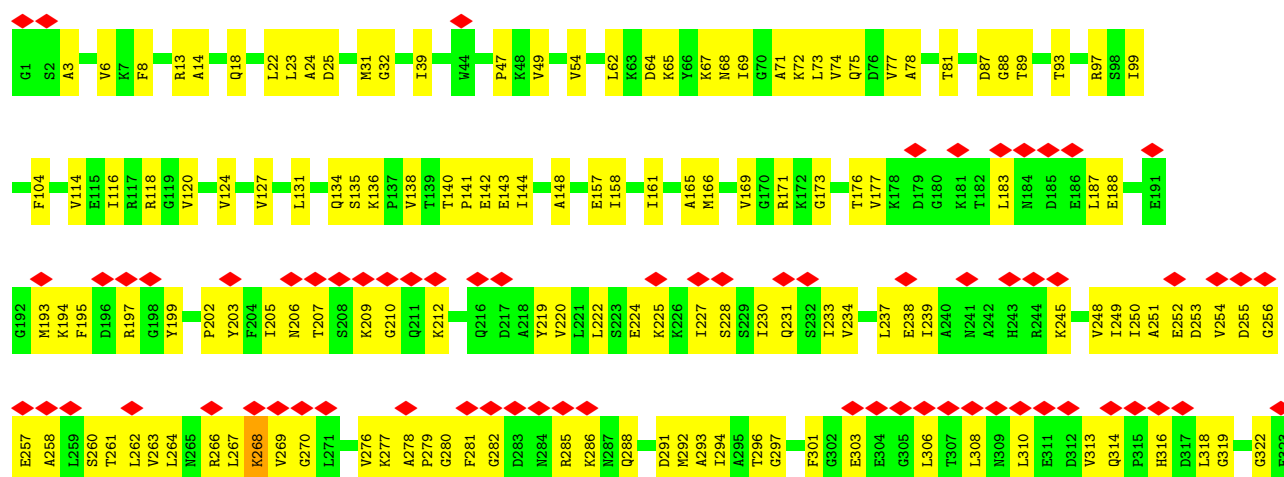 G1 S2 A3 V6 K7 F8 R13 A14 Q18 L22 L23 A24 D25 M31 G32 I39 W44 P47 K48 V49 V54 L62 K63 D64 K65 Y66 K67 N68 I69 G70 A71 K72 L73 V74 Q75 D76 V77 A78 T81 D87 G88 T89 T93 R97 S98 I99
F104 V114 E115 I116 R117 R118 G119 V120 V124 V127 L131 Q134 S135 K136 P137 V138 T139 T140 P141 E142 E143 I144 A148 E157 I158 I161 A165 M166 V169 G170 R171 K172 G173 T176 V177 K178 D179 G180 K181 T182 L183 N184 D185 E186 L187 E188 E191
G192 M193 K194 F195 D196 R197 G198 Y199 P202 Y203 F204 I205 N206 T207 S208 K209 G210 Q211 K212 Q216 D217 A218 Y219 V220 L221 L222 S223 E224 K225 K226 I227 S228 S229 I230 Q231 S232 I233 V234 L237 E238 I239 A240 N241 A242 H243 R244 K245 V248 I249 I250 A251 E252 D253 V254 D255 G256
E257 A258 L259 S260 T261 L262 V263 L264 N265 R266 L267 K268 V269 G270 L271 V276 K277 A278 P279 G280 F281 G282 D283 N284 R285 K286 N287 Q288 D291 M292 A293 I294 A295 T296 G297 F301 G302 E303 E304 G305 L306 T307 L308 N309 L310 E311 D312 V313 Q314 P315 H316 D317 L318 G319 G322